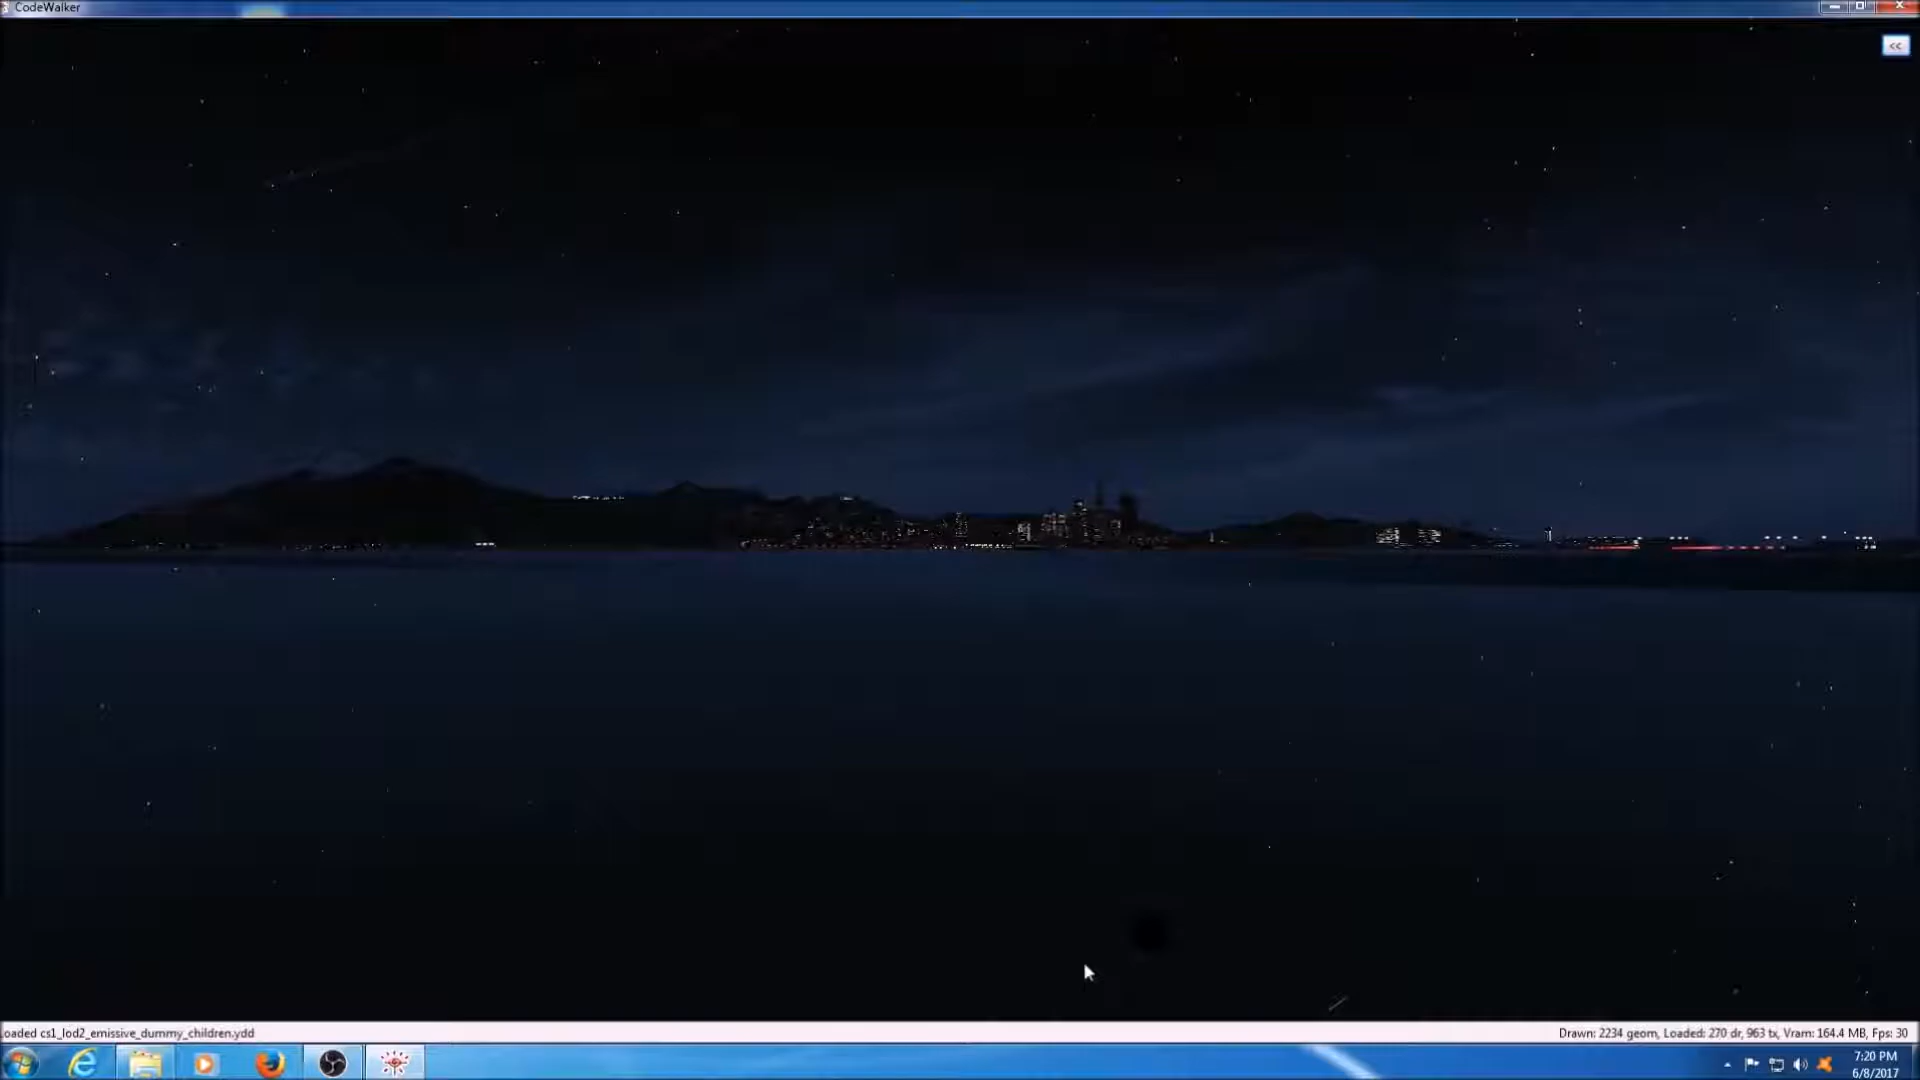 CodeWalker
<<
oaded cs1_lod2_emissive_dummy_children.ydd
Drawn: 2234 geom, Loaded: 270 dr, 963 tx, Vram: 164.4 MB, Fps: 30
7:20 PM
6/8/2017